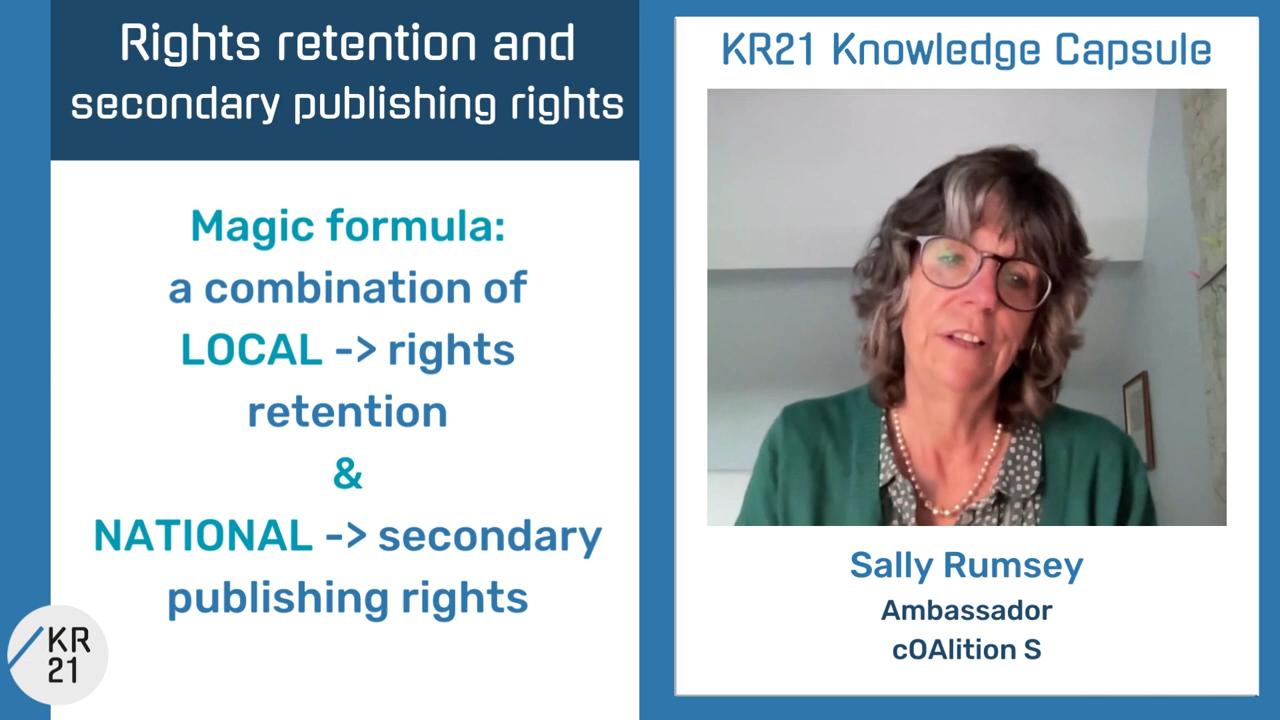 Rights retention and
secondary publishing rights
Magic formula:
a combination of
LOCAL -> rights
retention
&
NATIONAL -> secondary
publishing rights
KR
21
KR21 Knowledge Capsule
Sally Rumsey
Ambassador
cOAlition S